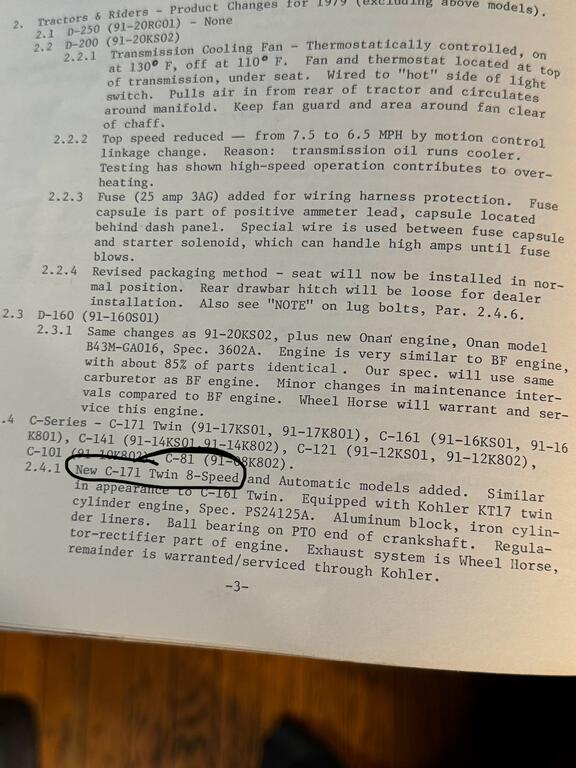 2. Tractors & Riders - Product Changes for 1979 (excluding above models).
2.1 D-250 (91-20RG01) - None
2.2 D-200 (91-20KS02)
2.2.1 Transmission Cooling Fan - Thermostatically controlled, on
at 130° F, off at 110° F. Fan and thermostat located at top
of transmission, under seat. Wired to "hot" side of light
switch. Pulls air in from rear of tractor and circulates
around manifold. Keep fan guard and area around fan clear
of chaff.
2.2.2 Top speed reduced — from 7.5 to 6.5 MPH by motion control
linkage change. Reason: transmission oil runs cooler.
Testing has shown high-speed operation contributes to over-
heating.
2.2.3 Fuse (25 amp 3AG) added for wiring harness protection. Fuse
capsule is part of positive ammeter lead, capsule located
behind dash panel. Special wire is used between fuse capsule
and starter solenoid, which can handle high amps until fuse
blows.
2.2.4 Revised packaging method - seat will now be installed in nor-
mal position. Rear drawbar hitch will be loose for dealer
installation. Also see "NOTE" on lug bolts, Par. 2.4.6.
2.3 D-160 (91-160S01)
2.3.1 Same changes as 91-20KS02, plus new Onan engine, Onan model
B43M-GA016, Spec. 3602A. Engine is very similar to BF engine,
with about 85% of parts identical. Our spec. will use same
carburetor as BF engine. Minor changes in maintenance inter-
vals compared to BF engine. Wheel Horse will warrant and ser-
vice this engine.
.4 C-Series - C-171 Twin (91-17KS01, 91-17K801), C-161 (91-16KS01, 91-16
K801), C-141 (91-14KS01, 91-14K802), C-121 (91-12KS01, 91-12K802),
C-101 (91-10K802), C-81 (91-08K802).
2.4.1 New C-171 Twin 8-Speed and Automatic models added. Similar
in appearance to C-161 Twin. Equipped with Kohler KT17 twin
cylinder engine, Spec. PS24125A. Aluminum block, iron cylin-
der liners. Ball bearing on PTO end of crankshaft. Regula-
tor-rectifier part of engine. Exhaust system is Wheel Horse,
remainder is warranted/serviced through Kohler.
-3-